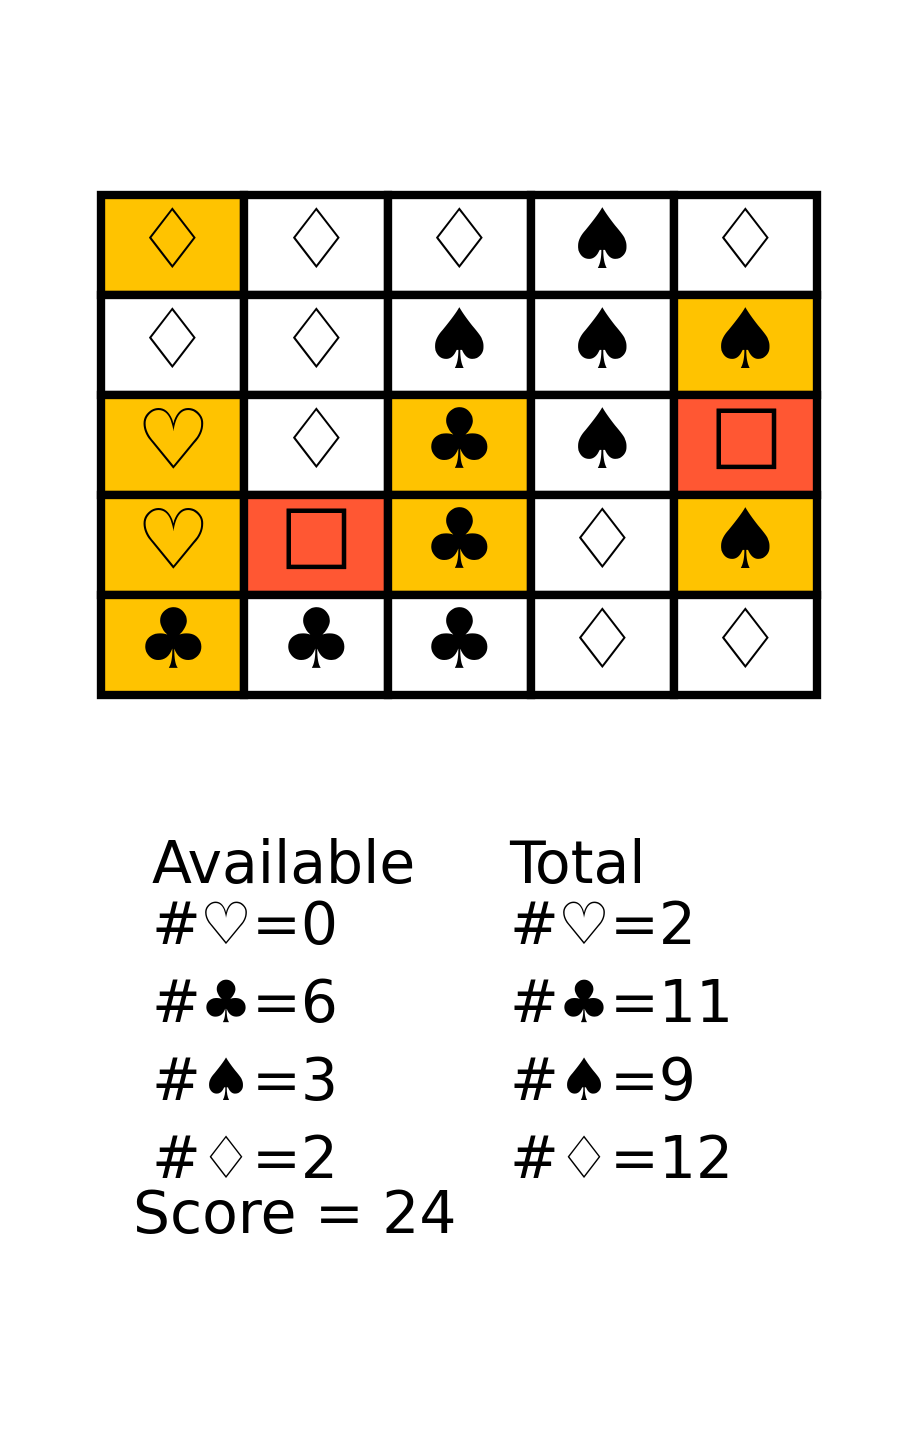 ♢ ♢ ♢ ♠ ♢
♢ ♢ ♠ ♠ ♠
♡ ♢ ♣ ♠ □
♡ □ ♣ ♢ ♠
♣ ♣ ♣ ♢ ♢
Available Total
#♡=0 #♡=2
#♣=6 #♣=11
#♠=3 #♠=9
#♢=2 #♢=12
Score = 24